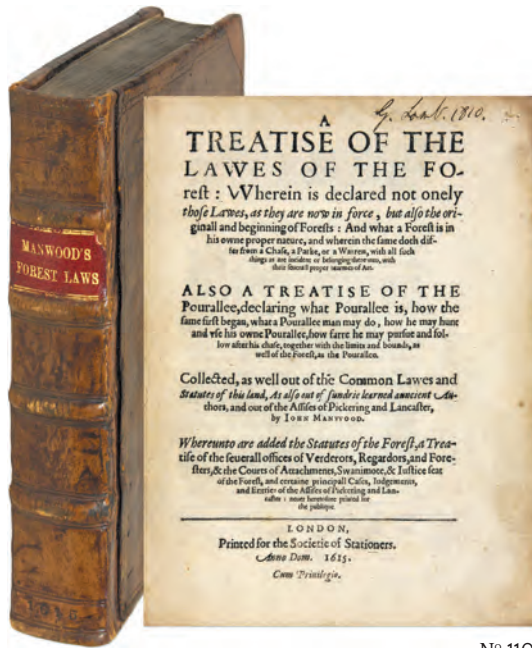 MANWOOD'S
FOREST LAWS
1615
G. 1810.
A
TREATISE OF THE
LAWES OF THE FO-
rest: Wherein is declared not onely
those Lawes, as they are now in force, but also the ori-
ginall and beginning of Forests: And what a Forest is in
his owne proper nature, and wherein the same doth dif-
fer from a Chase, a Parke, or a Warren, with all such
things as are incident or belonging thereunto, with
their seuerall proper tearmes of Art.
ALSO A TREATISE OF THE
Pourallee, declaring what Pourallee is, how the
same first began, what a Pourallee man may do, how he may hunt
and vse his owne Pourallee, how farre he may pursue and fol-
low after his chase, together with the limits and bounds, as
well of the Forest, as the Pourallee.
Collected, as well out of the Common Lawes and
Statutes of this land, As also out of sundrie learned auncient Au-
thors, and out of the Assises of Pickering and Lancaster,
by IOHN MANWOOD.
Whereunto are added the Statutes of the Forest, a Trea-
tise of the seuerall offices of Verderors, Regardors, and Fore-
sters, & the Courts of Attachments, Swanimote, & Iustice seat
of the Forest, and certaine principall Cases, Iudgements,
and Entries of the Assises of Pickering and Lan-
caster: neuer heretofore printed for
the publique.
LONDON,
Printed for the Societie of Stationers.
Anno Dom. 1615.
Cum Priuilegio.
Nº 110